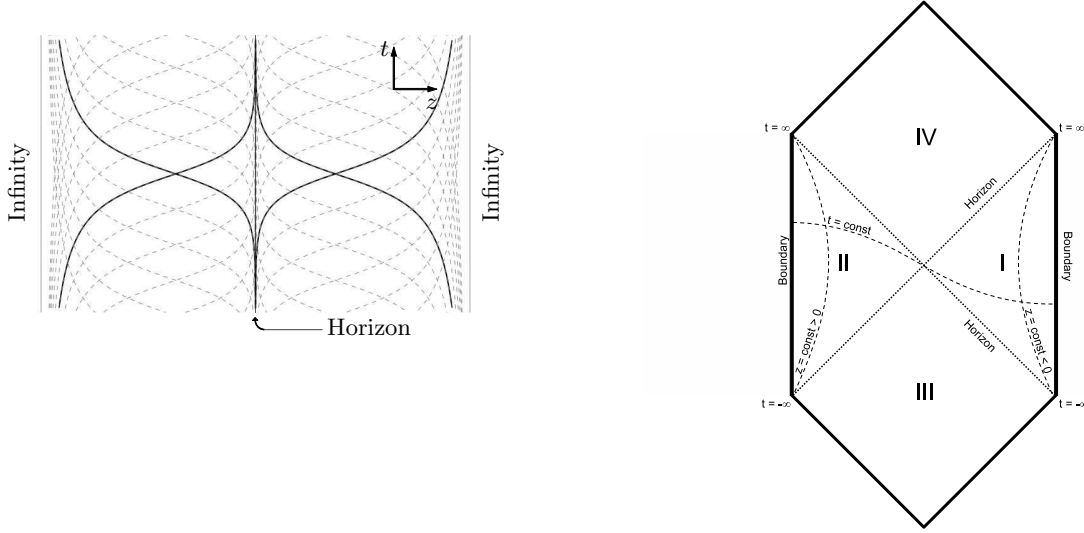 t
z
Infinity
Infinity
Horizon
t = ∞
t = ∞
IV
Horizon
t = const
Boundary
II
I
Boundary
z = const > 0
Horizon
z = const < 0
t = -∞
t = -∞
III